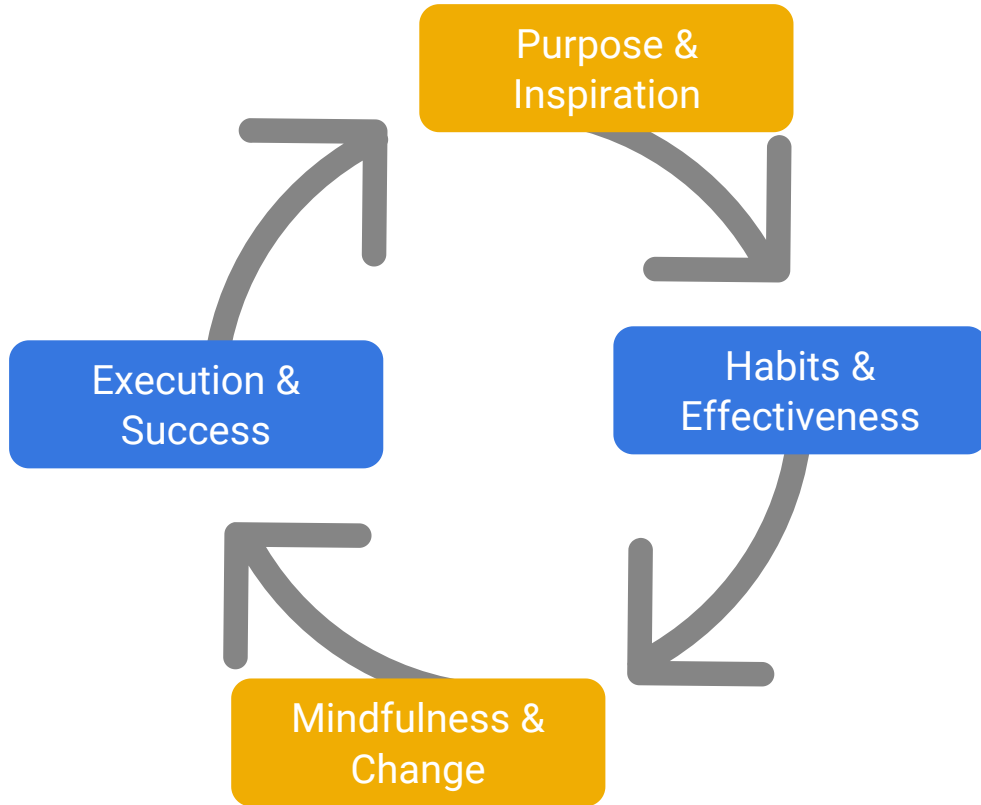 Purpose &
Inspiration
Execution &
Success
Habits &
Effectiveness
Mindfulness &
Change